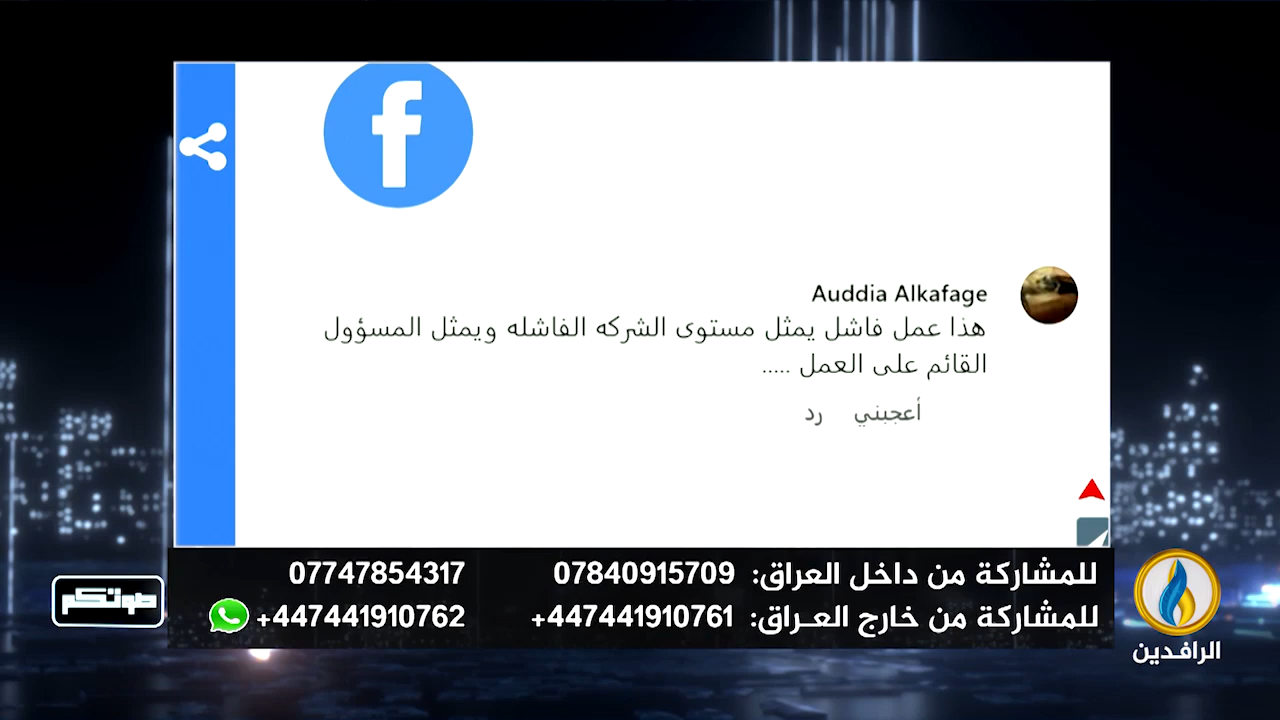 f
Auddia Alkafage
هذا عمل فاشل يمثل مستوى الشركه الفاشله ويمثل المسؤول
القائم على العمل .....
أعجبني رد
للمشاركة من داخل العراق: 07840915709 07747854317
للمشاركة من خارج العراق: 447441910761+ 447441910762+
صوتكم
الرافدين